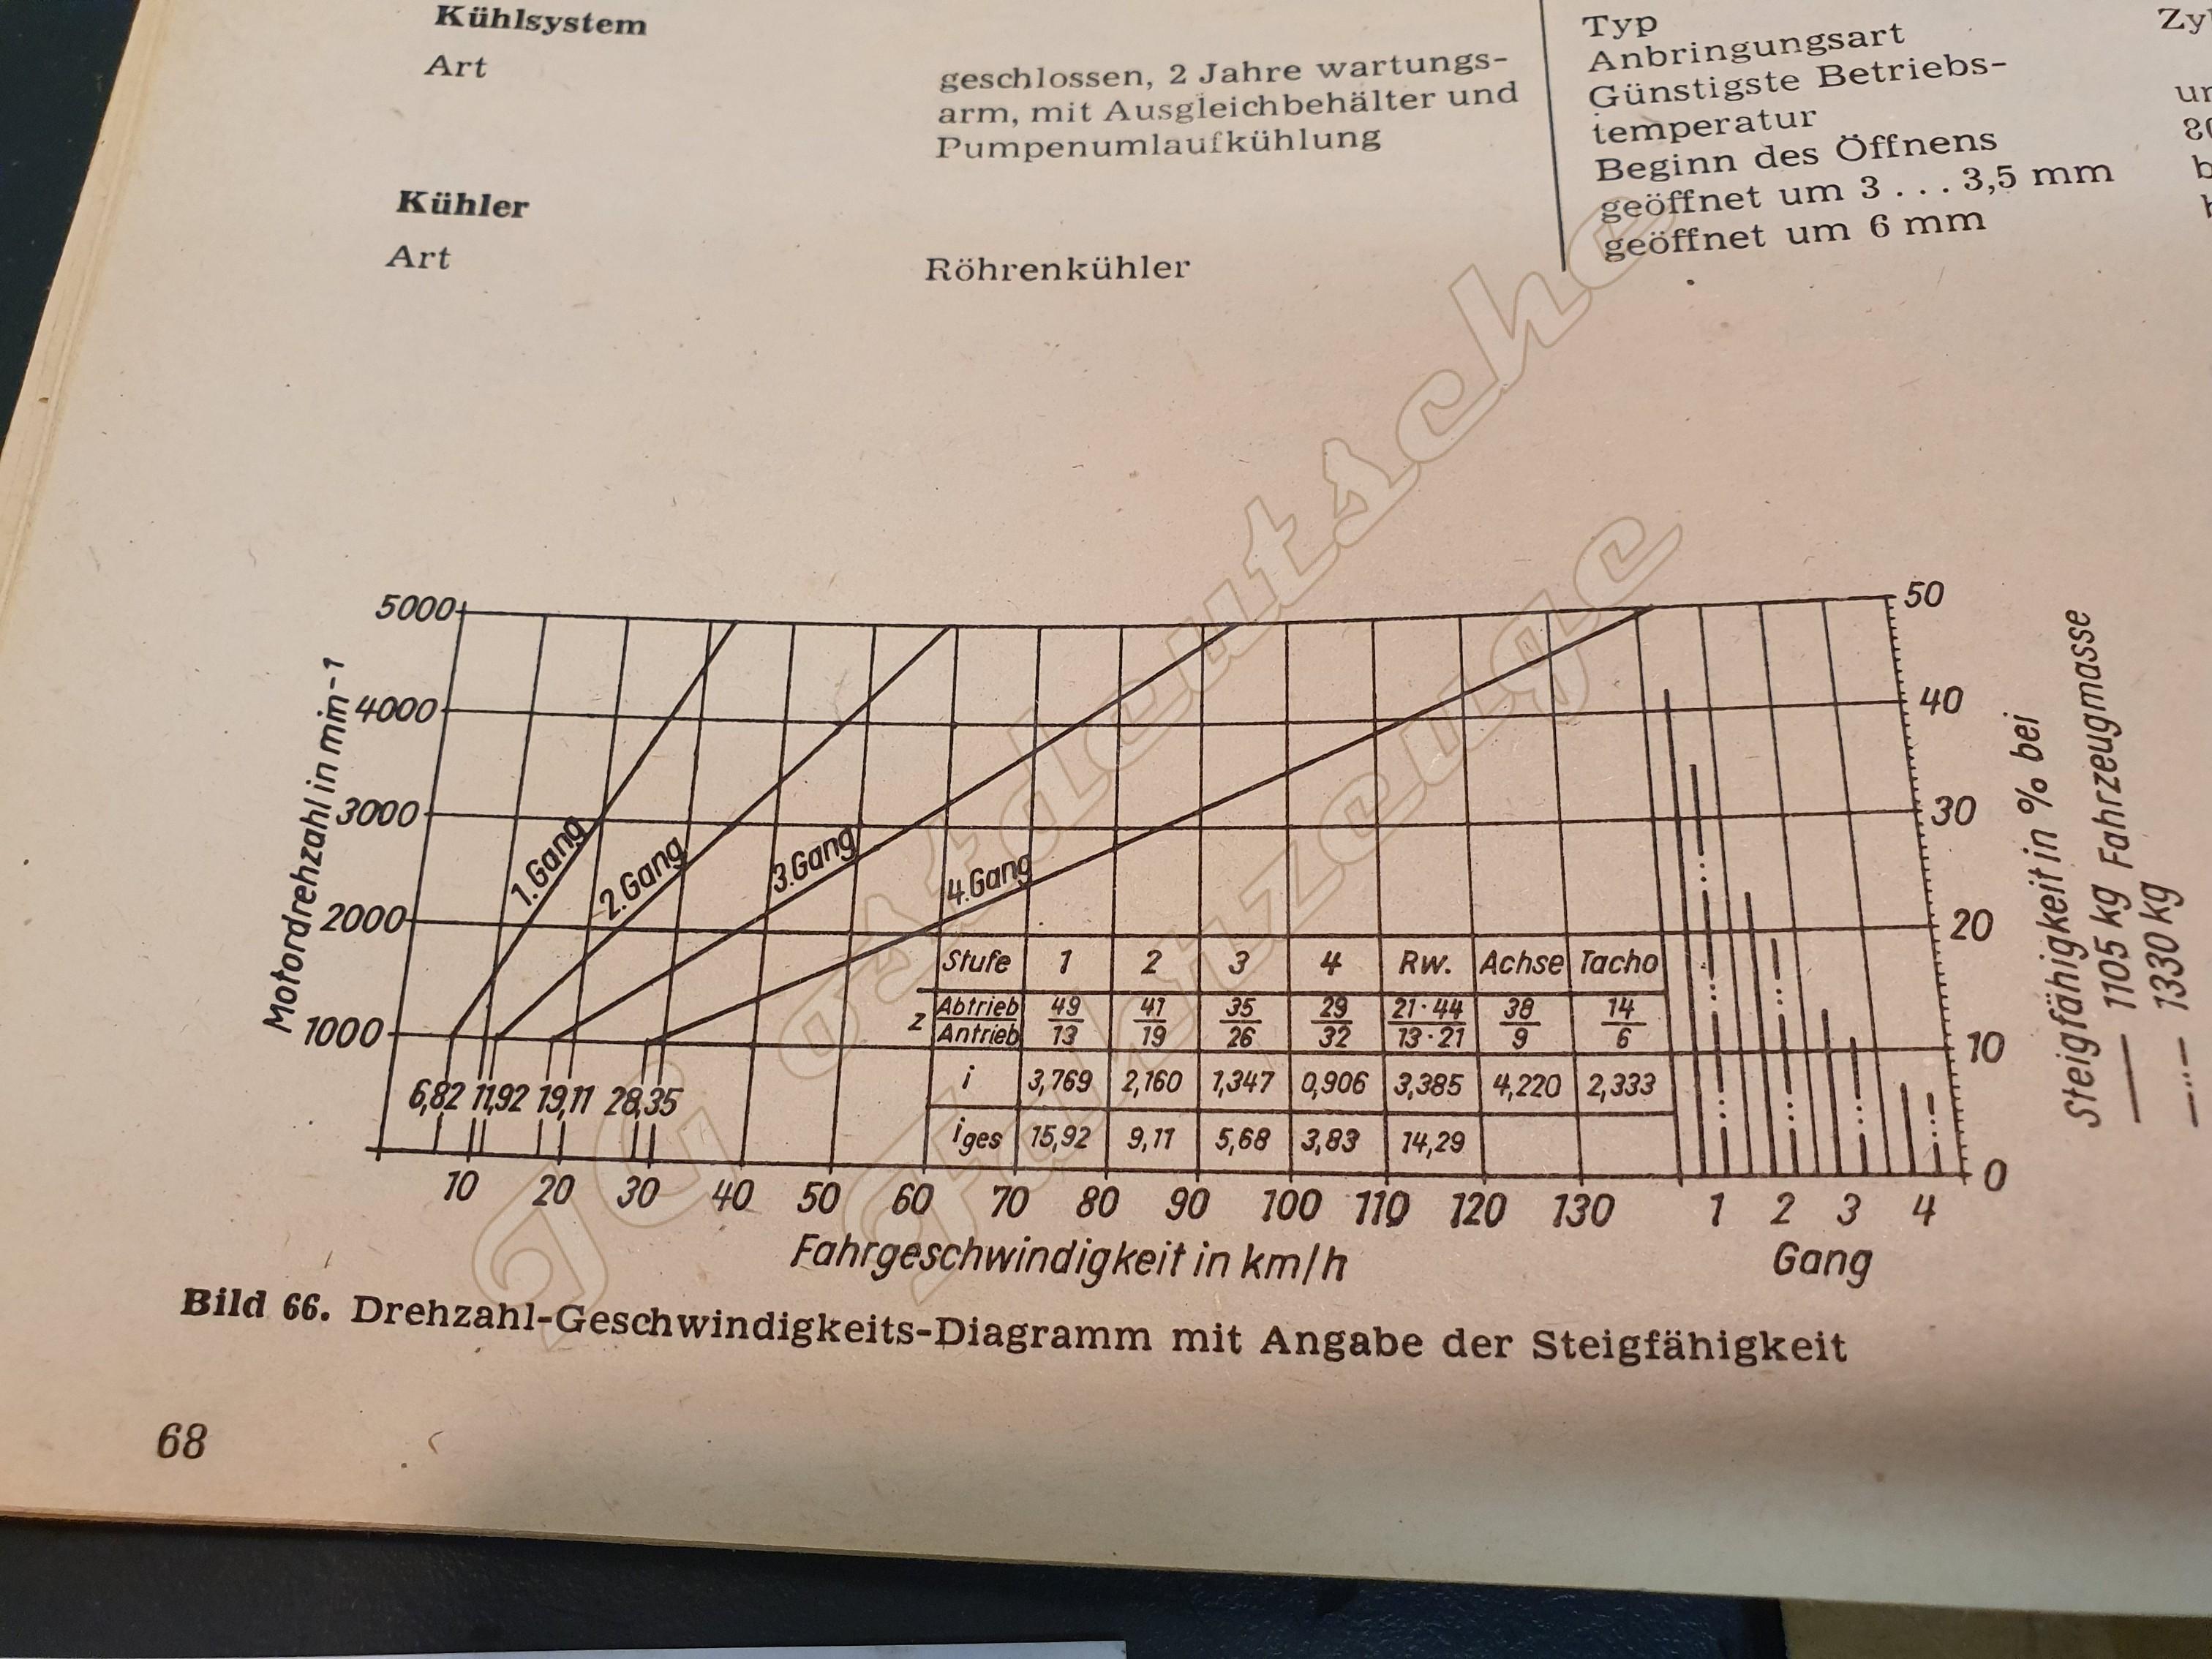 Kühlsystem
Art
geschlossen, 2 Jahre wartungs-
arm, mit Ausgleichbehälter und
Pumpenumlaufkühlung
Kühler
Art
Röhrenkühler
Typ
Anbringungsart
Günstigste Betriebs-
temperatur
Beginn des Öffnens
geöffnet um 3 . . . 3,5 mm
geöffnet um 6 mm
IG ostdeutsche
Fahrzeuge
Motordrehzahl in min-1
5000
4000
3000
2000
1000
1.Gang
2.Gang
3.Gang
4.Gang
6,82 11,92 19,11 28,35
Stufe 1 2 3 4 Rw. Achse Tacho
z Abtrieb 49 41 35 29 21·44 38 14
Antrieb 13 19 26 32 13·21 9 6
i 3,769 2,160 1,347 0,906 3,385 4,220 2,333
iges 15,92 9,11 5,68 3,83 14,29
10 20 30 40 50 60 70 80 90 100 110 120 130
Fahrgeschwindigkeit in km/h
1 2 3 4
Gang
50
40
30
20
10
0
Steigfähigkeit in % bei
1105 kg Fahrzeugmasse
1330 kg
Bild 66. Drehzahl-Geschwindigkeits-Diagramm mit Angabe der Steigfähigkeit
68